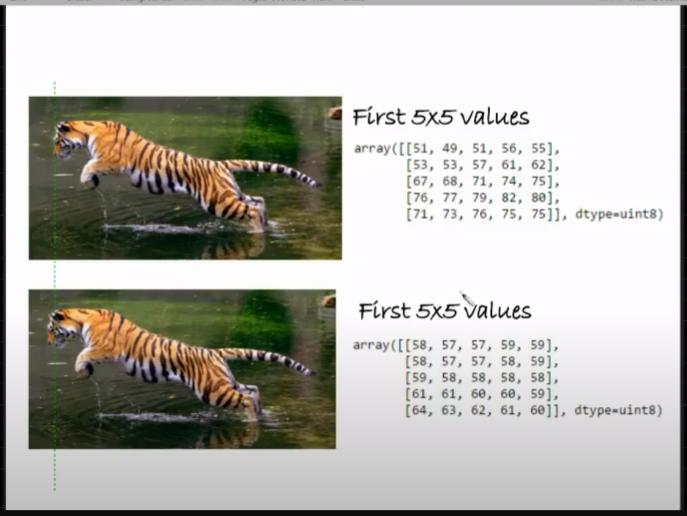 First 5x5 values
array([[51, 49, 51, 56, 55],
[53, 53, 57, 61, 62],
[67, 68, 71, 74, 75],
[76, 77, 79, 82, 80],
[71, 73, 76, 75, 75]], dtype=uint8)
First 5x5 values
array([[58, 57, 57, 59, 59],
[58, 57, 57, 58, 59],
[59, 58, 58, 58, 58],
[61, 61, 60, 60, 59],
[64, 63, 62, 61, 60]], dtype=uint8)